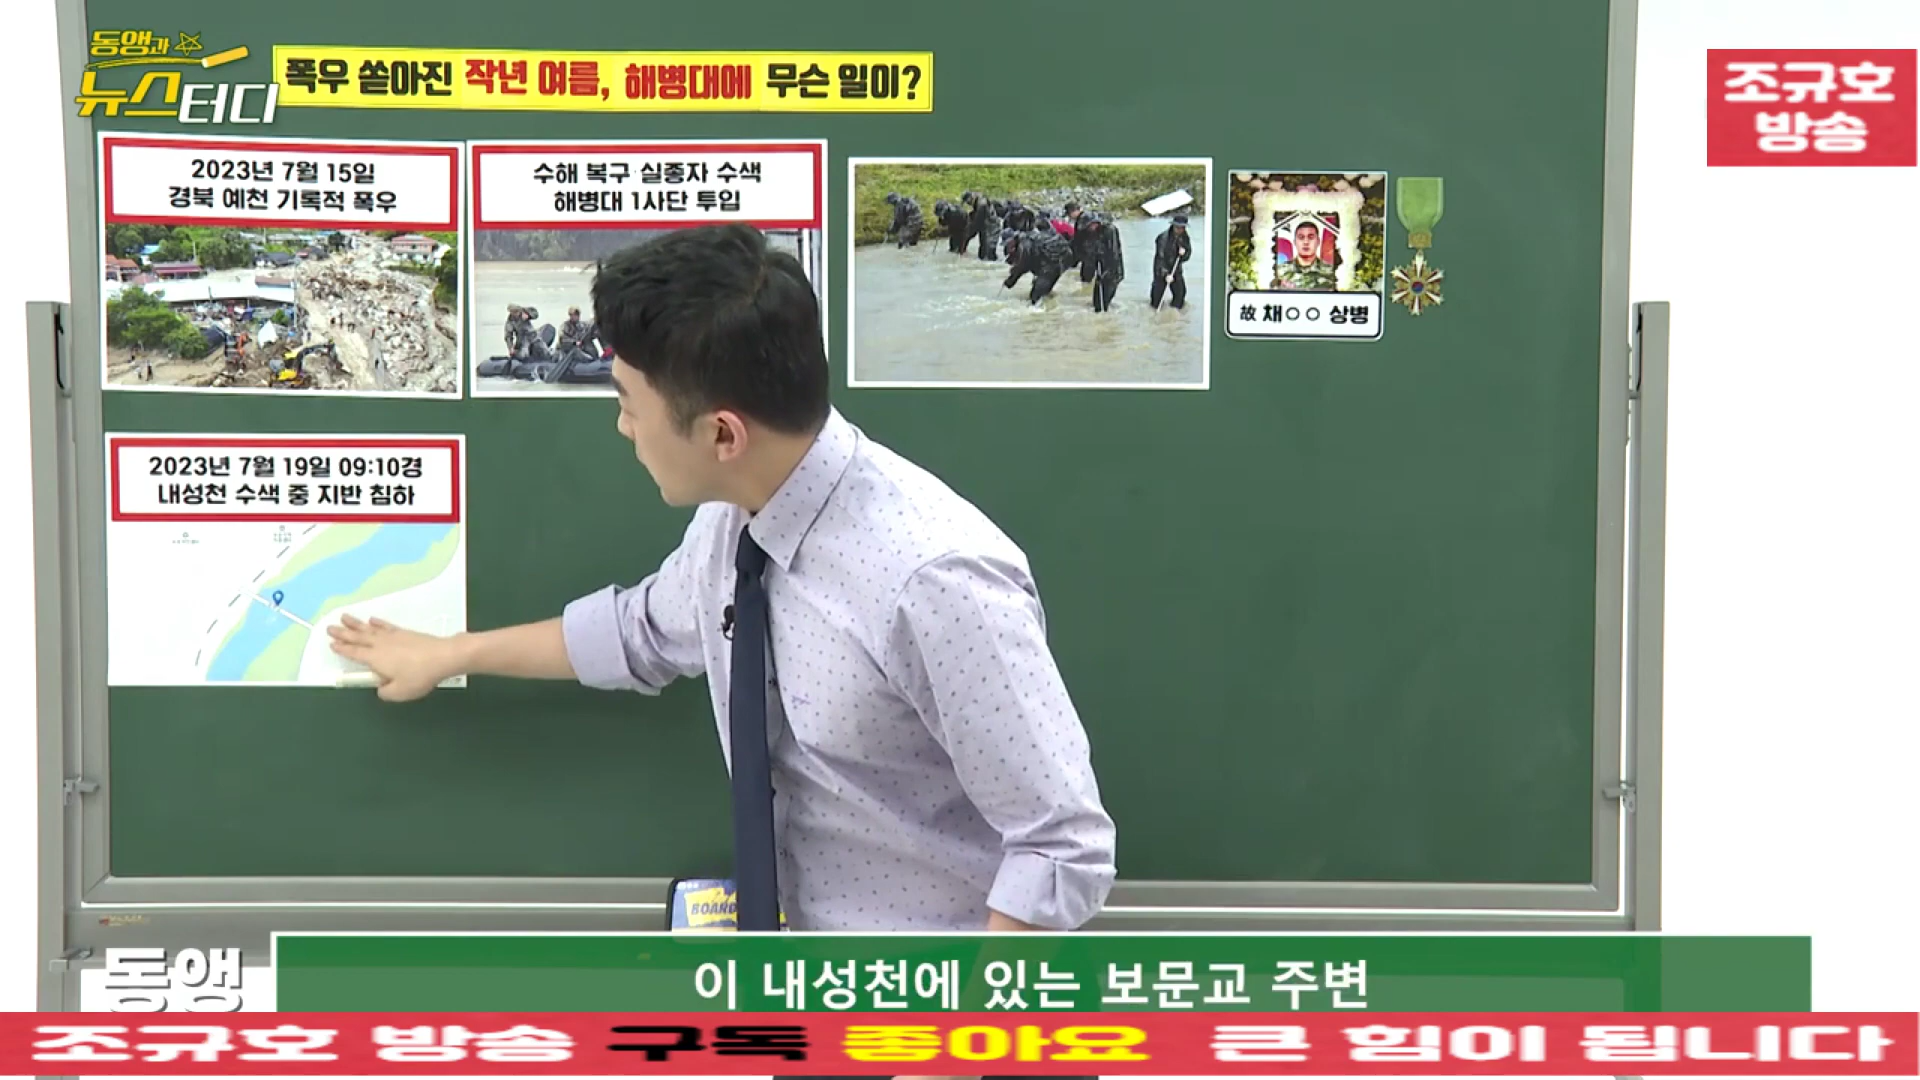 동앵과
뉴스터디
폭우 쏟아진 작년 여름, 해병대에 무슨 일이?
조규호
방송
2023년 7월 15일
경북 예천 기록적 폭우
수해 복구 실종자 수색
해병대 1사단 투입
故 채○○ 상병
2023년 7월 19일 09:10경
내성천 수색 중 지반 침하
BOARD
동앵
이 내성천에 있는 보문교 주변
조규호 방송 구독 좋아요 큰 힘이 됩니다